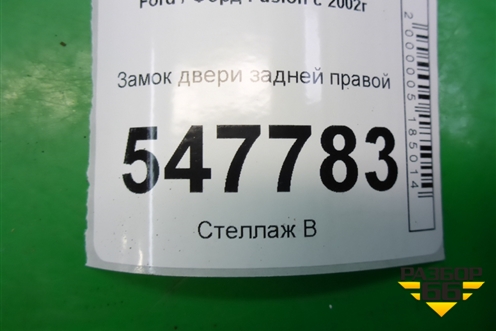 Ford / Форд Fusion с 2002г
Замок двери задней правой
547783
Стеллаж В
2000005185014
РАЗБОР
66